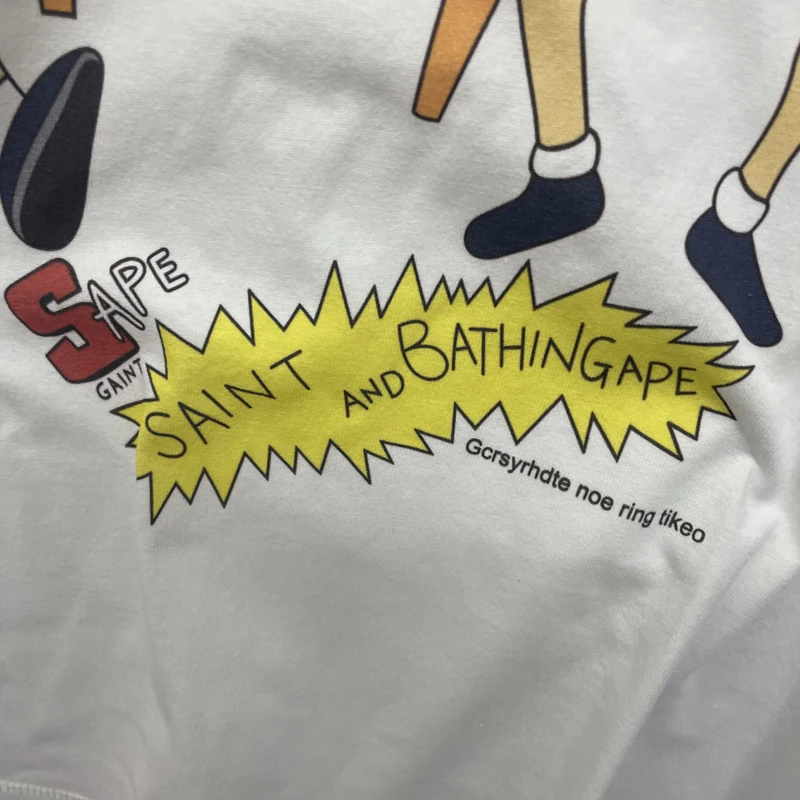 SAPE
GAINT
SAINT AND BATHINGAPE
Gcrsyrhdte noe ring tikeo